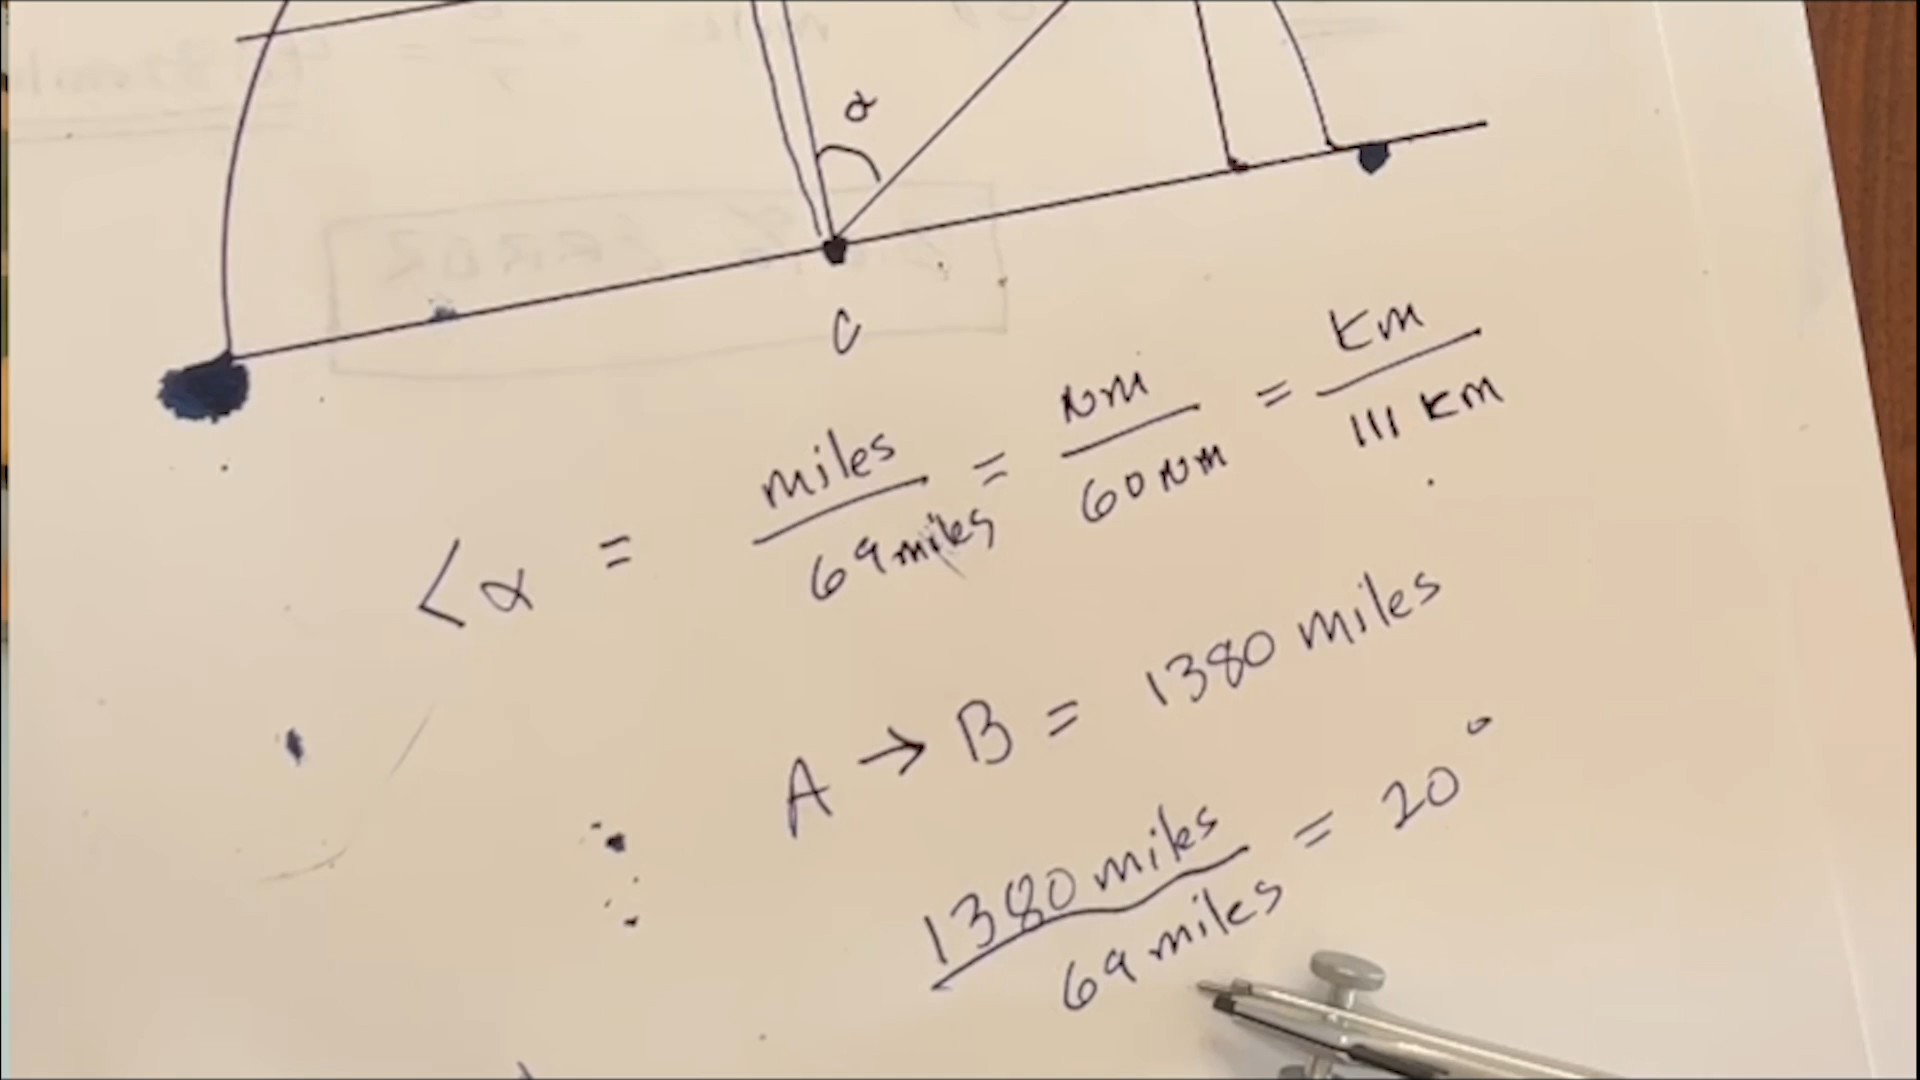 α
C
<α = miles/69 miles = NM/60 NM = KM/111 KM
A → B = 1380 miles
1380 miles/69 miles = 20°